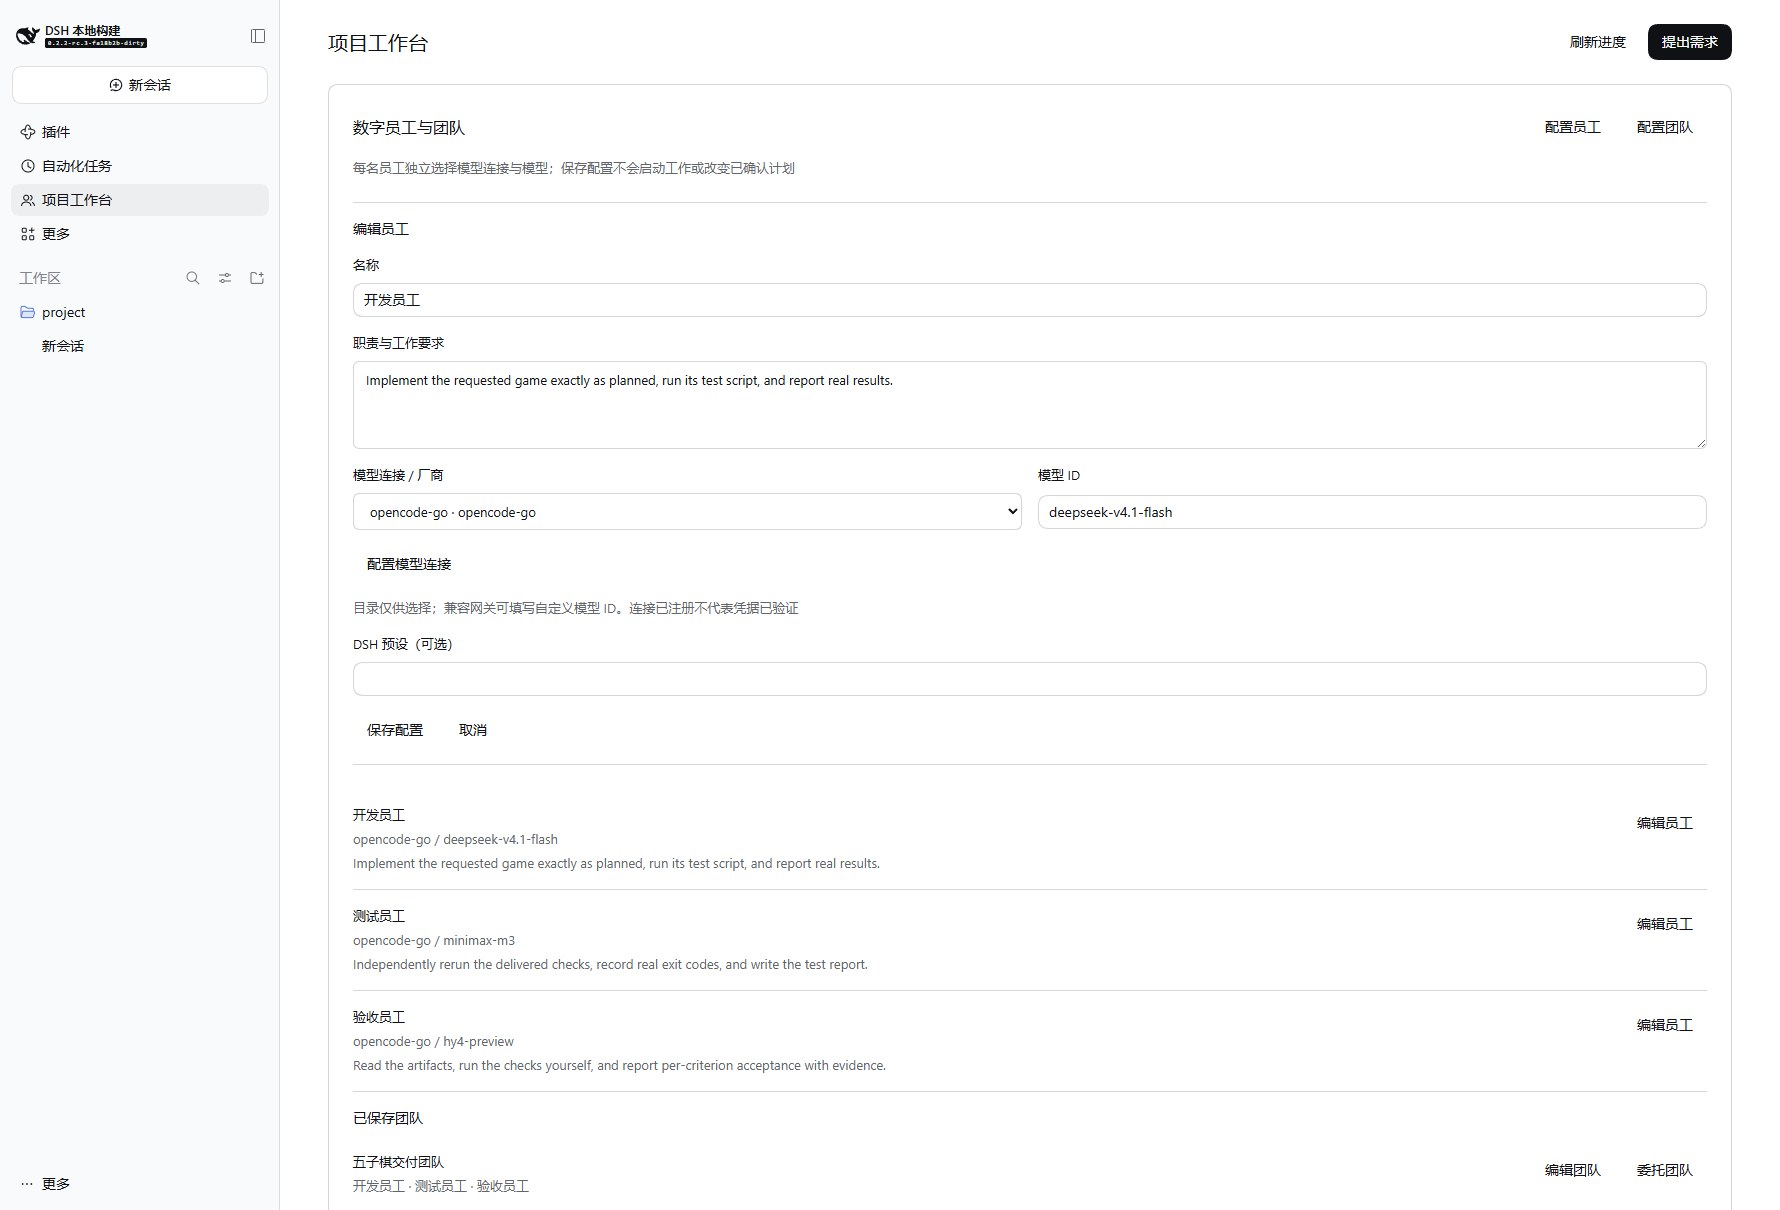 DSH 本地构建
新会话
插件
自动化任务
项目工作台
更多
工作区
project
新会话
更多
项目工作台
刷新进度
提出需求
数字员工与团队
配置员工
配置团队
每名员工独立选择模型连接与模型；保存配置不会启动工作或改变已确认计划
编辑员工
名称
开发员工
职责与工作要求
Implement the requested game exactly as planned, run its test script, and report real results.
模型连接 / 厂商
模型 ID
opencode-go · opencode-go
deepseek-v4.1-flash
配置模型连接
目录仅供选择；兼容网关可填写自定义模型 ID。连接已注册不代表凭据已验证
DSH 预设（可选）
保存配置
取消
开发员工
编辑员工
opencode-go / deepseek-v4.1-flash
Implement the requested game exactly as planned, run its test script, and report real results.
测试员工
编辑员工
opencode-go / minimax-m3
Independently rerun the delivered checks, record real exit codes, and write the test report.
验收员工
编辑员工
opencode-go / hy4-preview
Read the artifacts, run the checks yourself, and report per-criterion acceptance with evidence.
已保存团队
五子棋交付团队
编辑团队
委托团队
开发员工 · 测试员工 · 验收员工